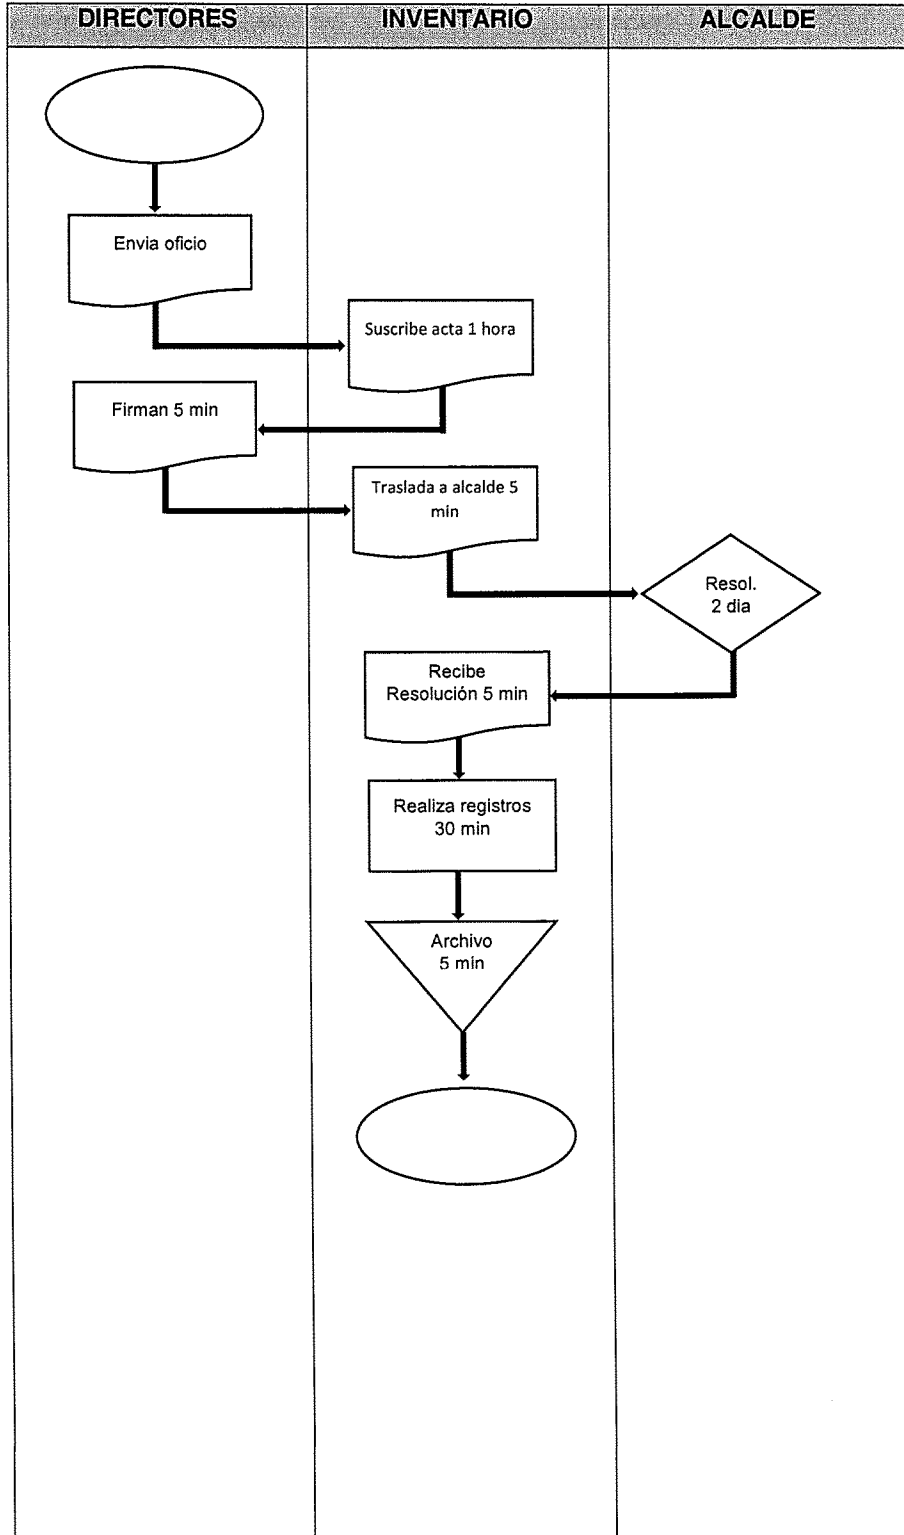 DIRECTORES
INVENTARIO
ALCALDE
Envia oficio
Suscribe acta 1 hora
Firman 5 min
Traslada a alcalde 5
min
Resol.
2 dia
Recibe
Resolución 5 min
Realiza registros
30 min
Archivo
5 min